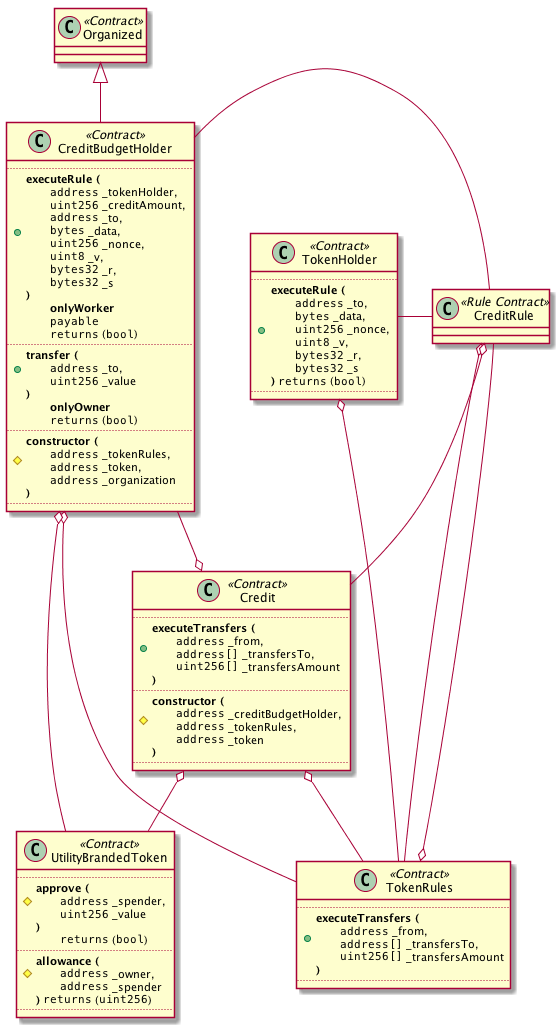 C
«Contract»
Organized
C
«Contract»
CreditBudgetHolder
executeRule (
address _tokenHolder,
uint256 _creditAmount,
address _to,
bytes _data,
uint256 _nonce,
uint8 _v,
bytes32 _r,
bytes32 _s
)
onlyWorker
payable
returns (bool)
transfer (
address _to,
uint256 _value
)
onlyOwner
returns (bool)
constructor (
address _tokenRules,
address _token,
address _organization
)
C
«Contract»
TokenHolder
executeRule (
address _to,
bytes _data,
uint256 _nonce,
uint8 _v,
bytes32 _r,
bytes32 _s
) returns (bool)
C
«Rule Contract»
CreditRule
C
«Contract»
Credit
executeTransfers (
address _from,
address[] _transfersTo,
uint256[] _transfersAmount
)
constructor (
address _creditBudgetHolder,
address _tokenRules,
address _token
)
C
«Contract»
UtilityBrandedToken
approve (
address _spender,
uint256 _value
)
returns (bool)
allowance (
address _owner,
address _spender
) returns (uint256)
C
«Contract»
TokenRules
executeTransfers (
address _from,
address[] _transfersTo,
uint256[] _transfersAmount
)